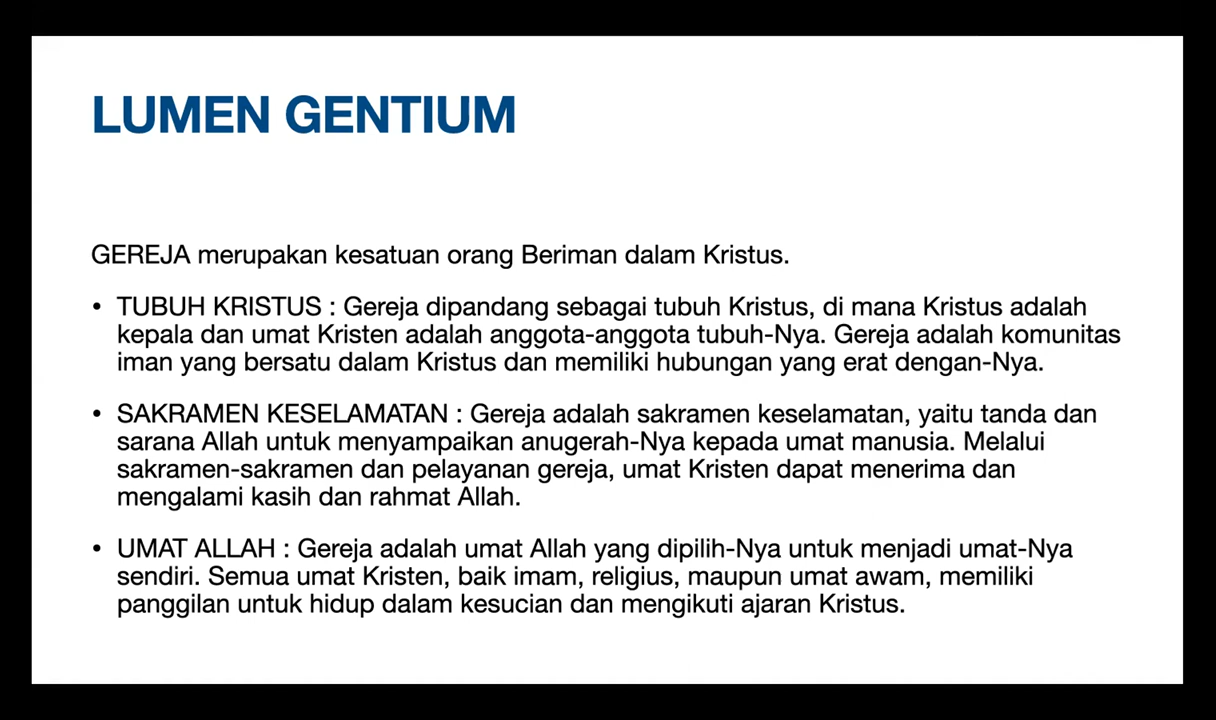 LUMEN GENTIUM
GEREJA merupakan kesatuan orang Beriman dalam Kristus.
• TUBUH KRISTUS : Gereja dipandang sebagai tubuh Kristus, di mana Kristus adalah
kepala dan umat Kristen adalah anggota-anggota tubuh-Nya. Gereja adalah komunitas
iman yang bersatu dalam Kristus dan memiliki hubungan yang erat dengan-Nya.
• SAKRAMEN KESELAMATAN : Gereja adalah sakramen keselamatan, yaitu tanda dan
sarana Allah untuk menyampaikan anugerah-Nya kepada umat manusia. Melalui
sakramen-sakramen dan pelayanan gereja, umat Kristen dapat menerima dan
mengalami kasih dan rahmat Allah.
• UMAT ALLAH : Gereja adalah umat Allah yang dipilih-Nya untuk menjadi umat-Nya
sendiri. Semua umat Kristen, baik imam, religius, maupun umat awam, memiliki
panggilan untuk hidup dalam kesucian dan mengikuti ajaran Kristus.